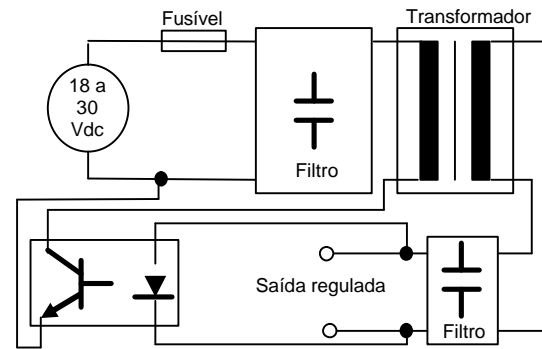 Fusível
Transformador
18 a
30
Vdc
Filtro
Saída regulada
Filtro